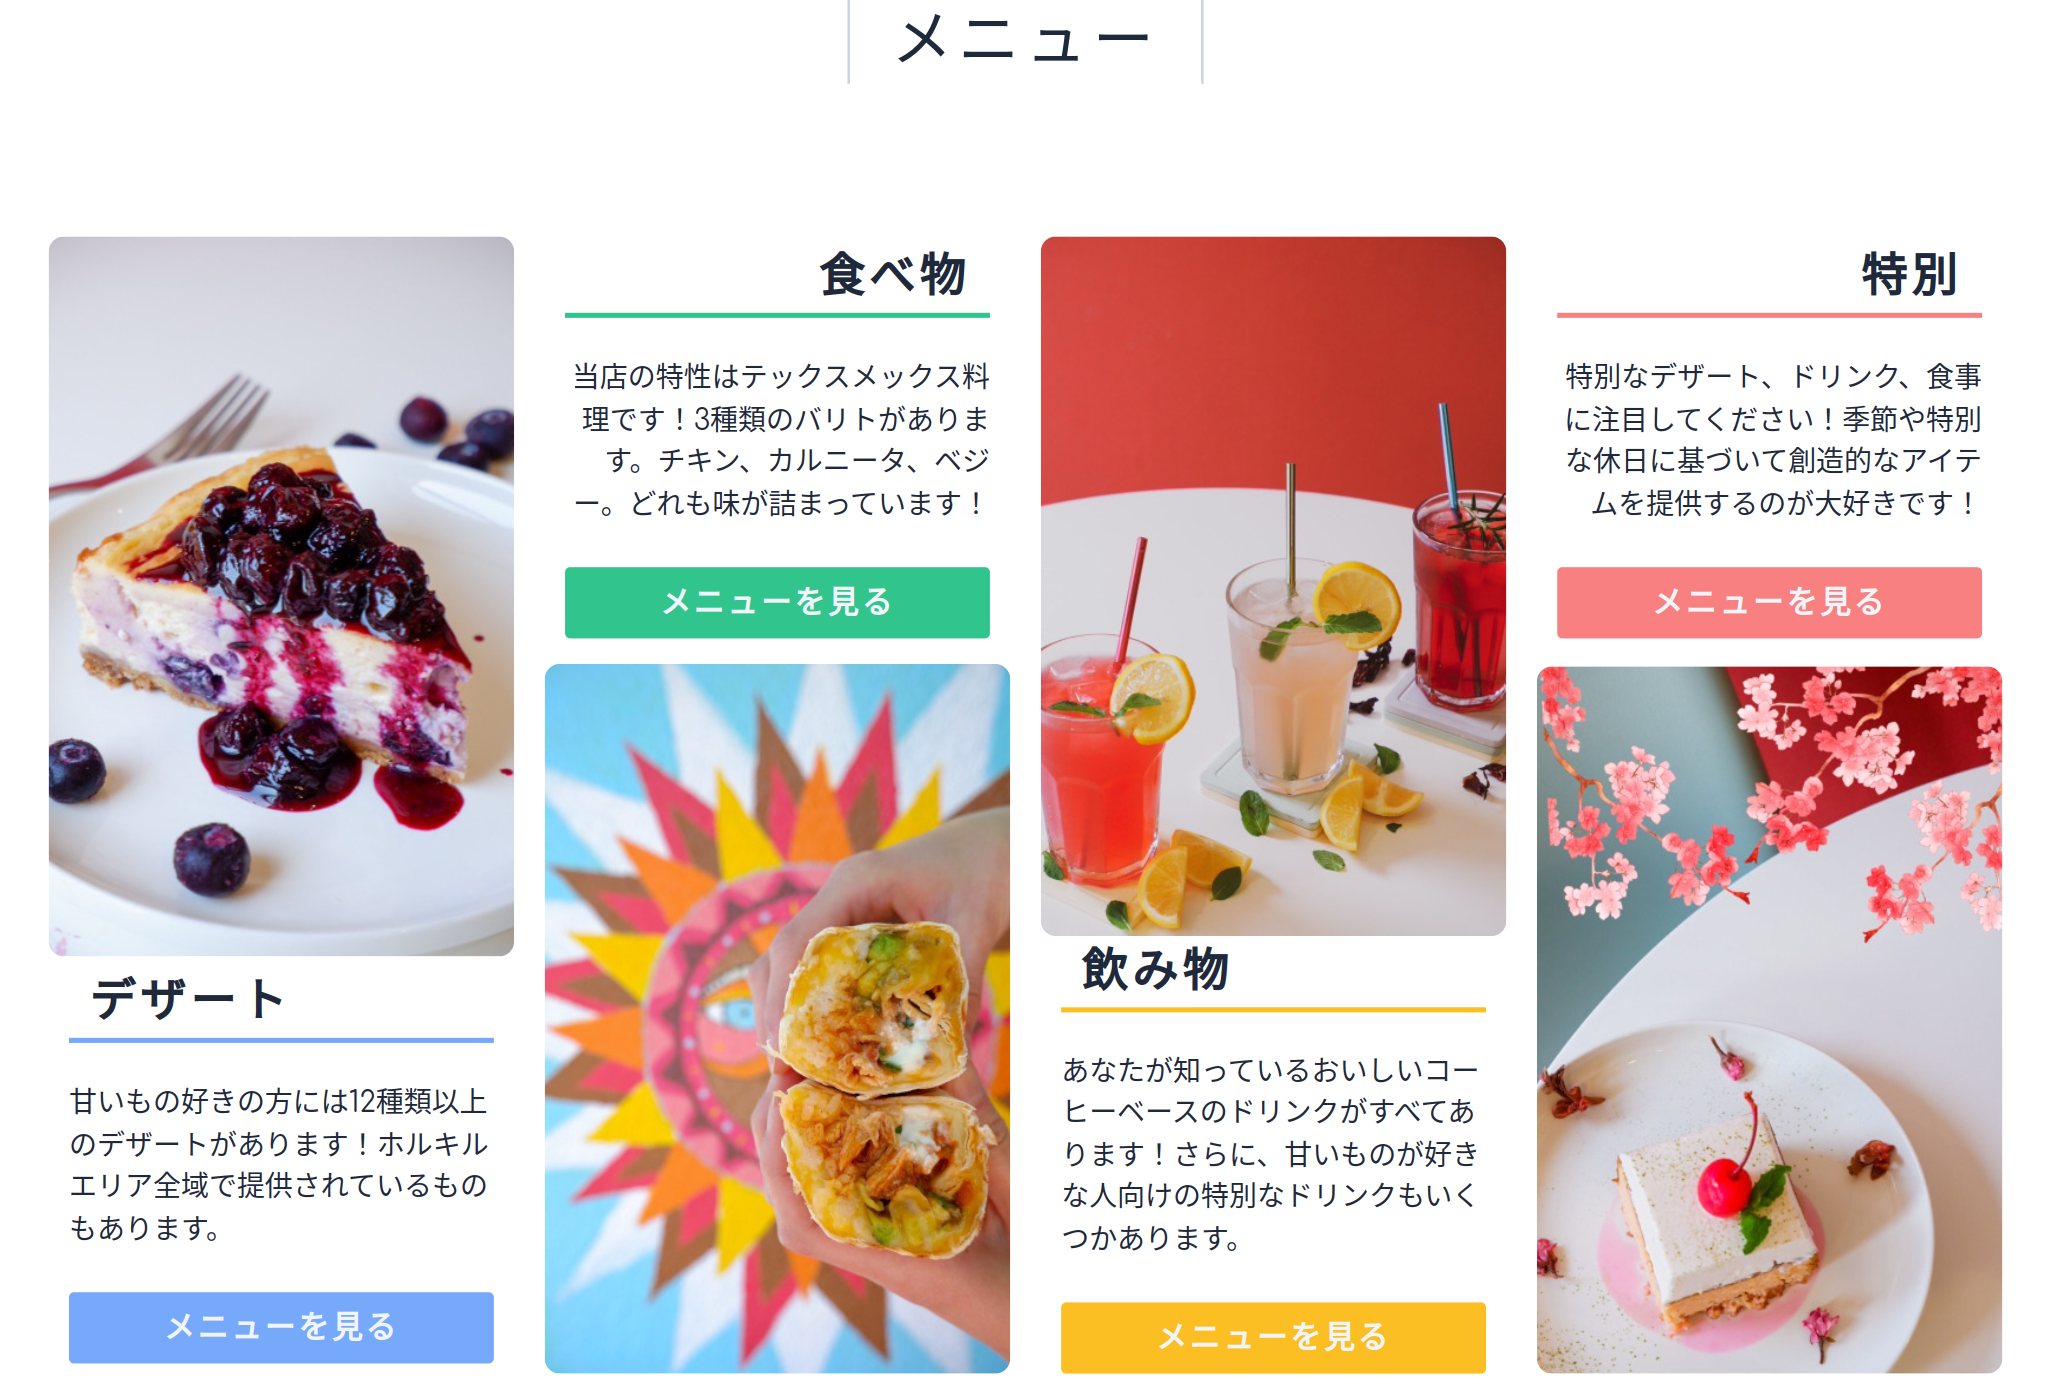 メニュー
デザート
甘いもの好きの方には12種類以上
のデザートがあります！ホルキル
エリア全域で提供されているもの
もあります。
メニューを見る
食べ物
当店の特性はテックスメックス料
理です！3種類のバリトがありま
す。チキン、カルニータ、ベジ
ー。どれも味が詰まっています！
メニューを見る
飲み物
あなたが知っているおいしいコー
ヒーベースのドリンクがすべてあ
ります！さらに、甘いものが好き
な人向けの特別なドリンクもいく
つかあります。
メニューを見る
特別
特別なデザート、ドリンク、食事
に注目してください！季節や特別
な休日に基づいて創造的なアイテ
ムを提供するのが大好きです！
メニューを見る